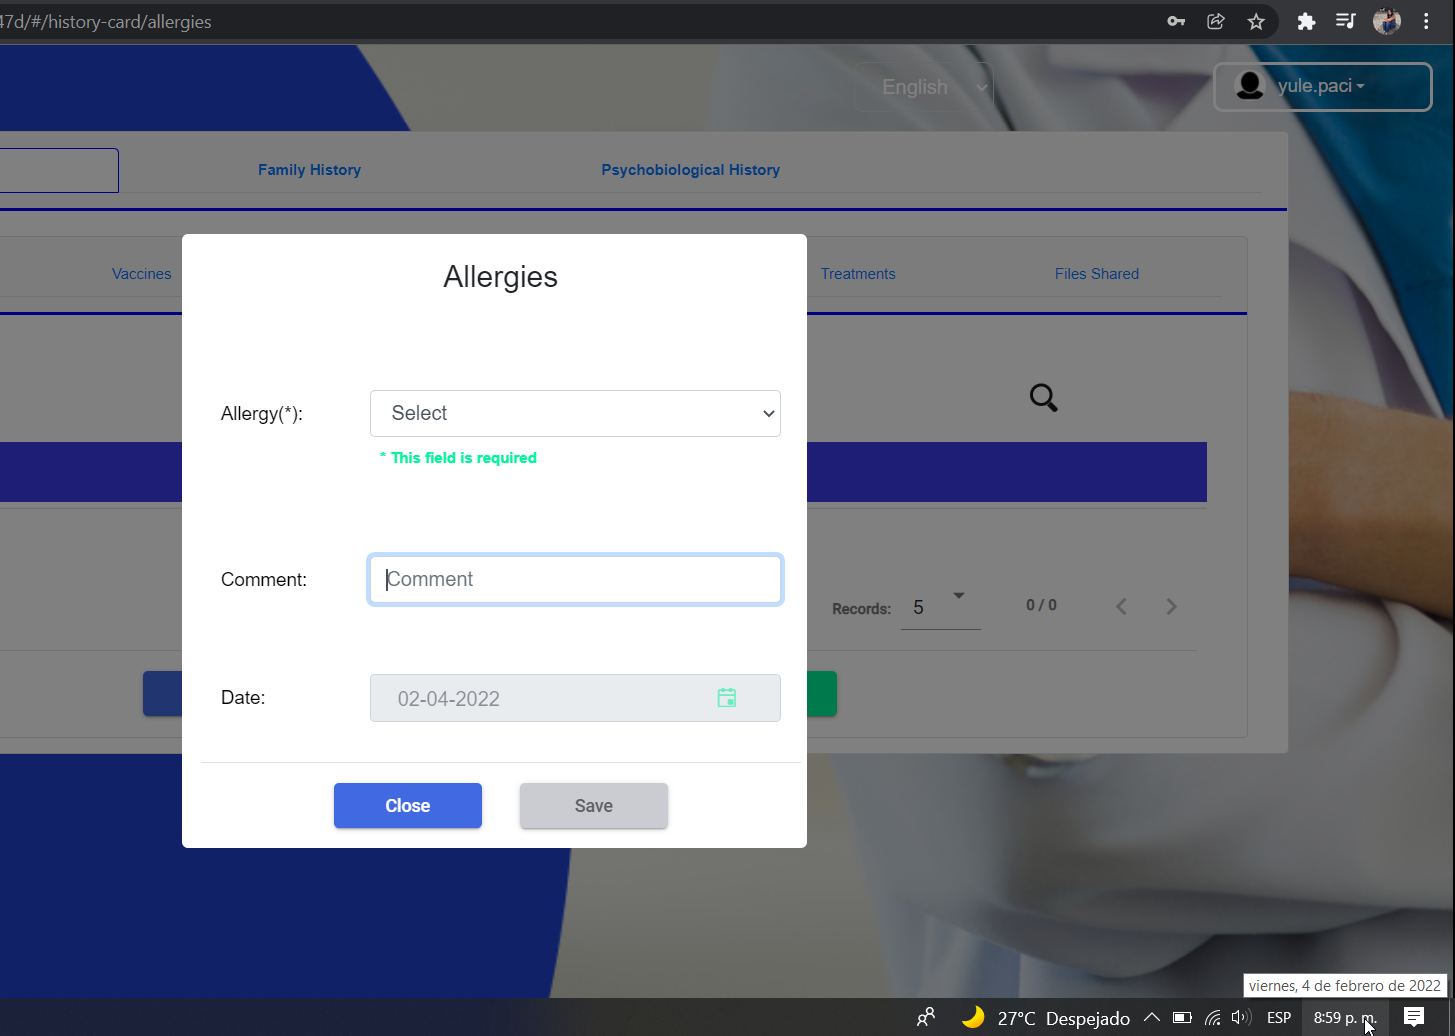 47d/#/history-card/allergies
English
yule.paci
Family History
Psychobiological History
Vaccines
Treatments
Files Shared
Allergies
Allergy(*):
Select
* This field is required
Comment:
Comment
Records:
5
0 / 0
Date:
02-04-2022
Close
Save
viernes, 4 de febrero de 2022
27°C Despejado
ESP
8:59 p. m.